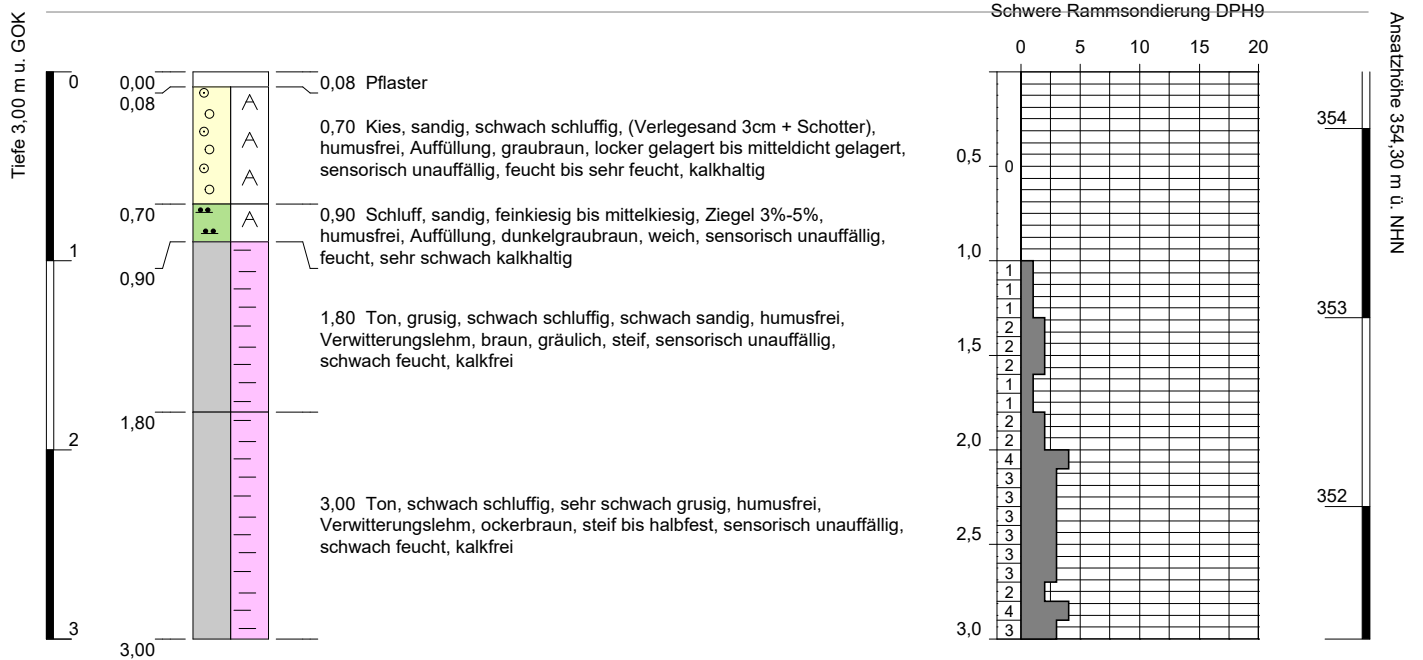 Schwere Rammsondierung DPH9
0 5 10 15 20
Tiefe 3,00 m u. GOK
0
1
2
3
0,00
0,08
0,70
0,90
1,80
3,00
0,08 Pflaster
0,70 Kies, sandig, schwach schluffig, (Verlegesand 3cm + Schotter),
humusfrei, Auffüllung, graubraun, locker gelagert bis mitteldicht gelagert,
sensorisch unauffällig, feucht bis sehr feucht, kalkhaltig
0,90 Schluff, sandig, feinkiesig bis mittelkiesig, Ziegel 3%-5%,
humusfrei, Auffüllung, dunkelgraubraun, weich, sensorisch unauffällig,
feucht, sehr schwach kalkhaltig
1,80 Ton, grusig, schwach schluffig, schwach sandig, humusfrei,
Verwitterungslehm, braun, gräulich, steif, sensorisch unauffällig,
schwach feucht, kalkfrei
3,00 Ton, schwach schluffig, sehr schwach grusig, humusfrei,
Verwitterungslehm, ockerbraun, steif bis halbfest, sensorisch unauffällig,
schwach feucht, kalkfrei
0,5
1,0
1,5
2,0
2,5
3,0
0
1
1
1
2
2
2
1
1
2
2
4
3
3
3
3
3
3
2
4
3
354
353
352
Ansatzhöhe 354,30 m ü. NHN